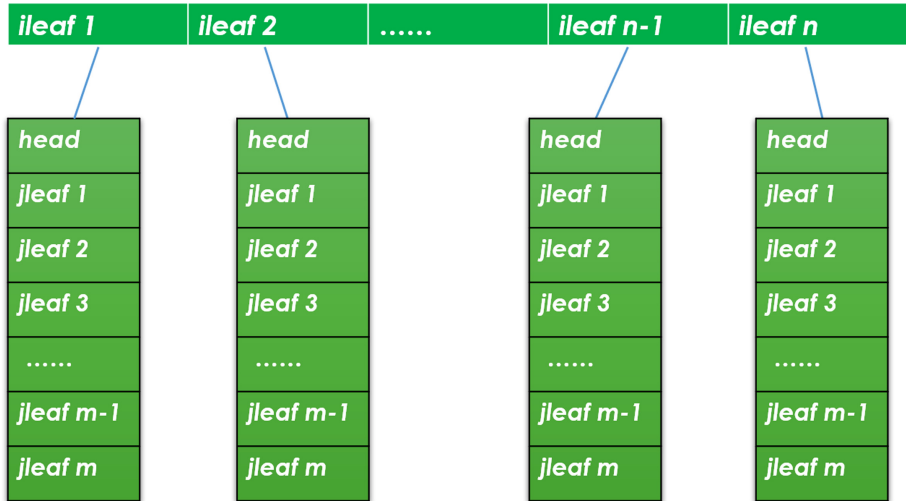 ileaf 1 ileaf 2 ...... ileaf n-1 ileaf n
head head head head
jleaf 1 jleaf 1 jleaf 1 jleaf 1
jleaf 2 jleaf 2 jleaf 2 jleaf 2
jleaf 3 jleaf 3 jleaf 3 jleaf 3
...... ...... ...... ......
jleaf m-1 jleaf m-1 jleaf m-1 jleaf m-1
jleaf m jleaf m jleaf m jleaf m